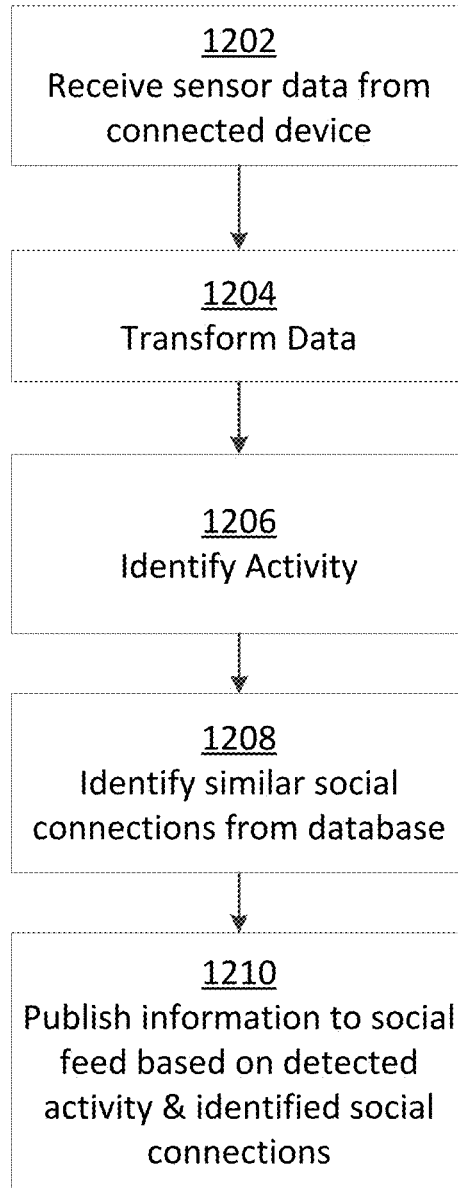 1202
Receive sensor data from
connected device
1204
Transform Data
1206
Identify Activity
1208
Identify similar social
connections from database
1210
Publish information to social
feed based on detected
activity & identified social
connections